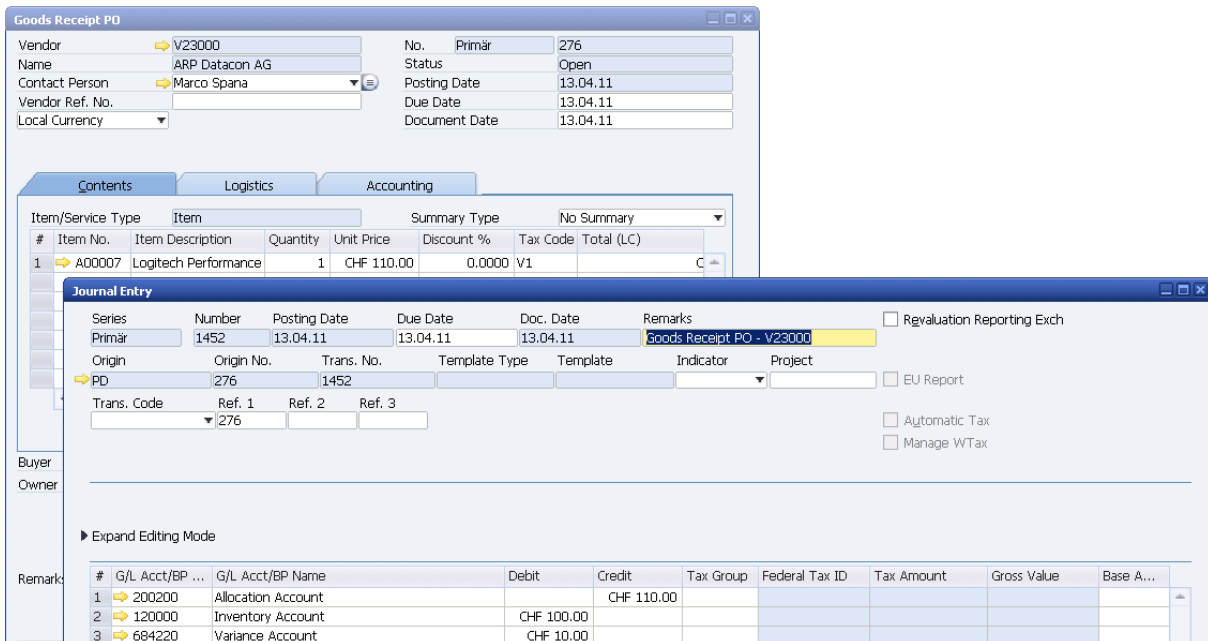 Goods Receipt PO
Vendor V23000 No. Primär 276
Name ARP Datacon AG Status Open
Contact Person Marco Spana Posting Date 13.04.11
Vendor Ref. No. Due Date 13.04.11
Local Currency Document Date 13.04.11
Contents Logistics Accounting
Item/Service Type Item Summary Type No Summary
# Item No. Item Description Quantity Unit Price Discount % Tax Code Total (LC)
1 A00007 Logitech Performance 1 CHF 110.00 0.0000 V1 C
Journal Entry
Series Number Posting Date Due Date Doc. Date Remarks Revaluation Reporting Exch
Primär 1452 13.04.11 13.04.11 13.04.11 Goods Receipt PO - V23000
Origin Origin No. Trans. No. Template Type Template Indicator Project
PD 276 1452 EU Report
Trans. Code Ref. 1 Ref. 2 Ref. 3
276 Automatic Tax
Manage WTax
Buyer
Owner
Expand Editing Mode
Remarks # G/L Acct/BP ... G/L Acct/BP Name Debit Credit Tax Group Federal Tax ID Tax Amount Gross Value Base A...
1 200200 Allocation Account CHF 110.00
2 120000 Inventory Account CHF 100.00
3 684220 Variance Account CHF 10.00